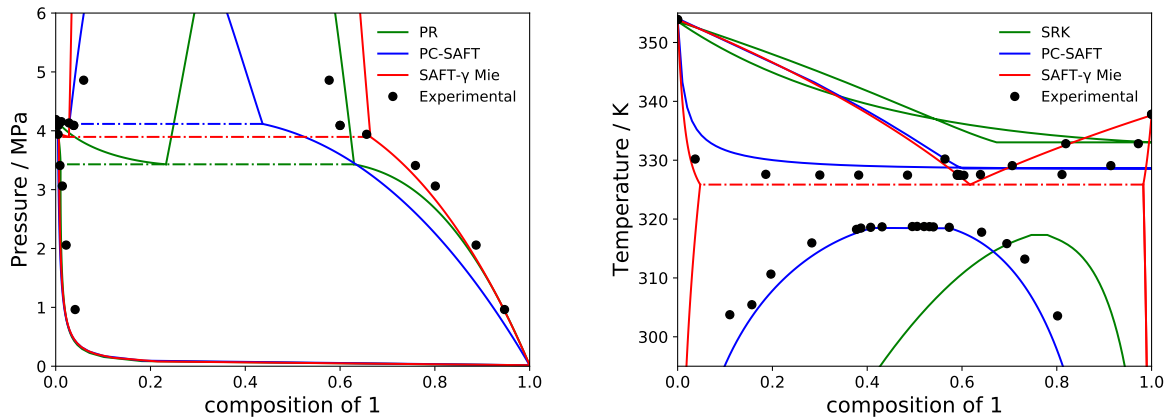 6
5
4
3
2
1
0
Pressure / MPa
PR
PC-SAFT
SAFT-γ Mie
Experimental
0.0 0.2 0.4 0.6 0.8 1.0
composition of 1
350
340
330
320
310
300
Temperature / K
SRK
PC-SAFT
SAFT-γ Mie
Experimental
0.0 0.2 0.4 0.6 0.8 1.0
composition of 1